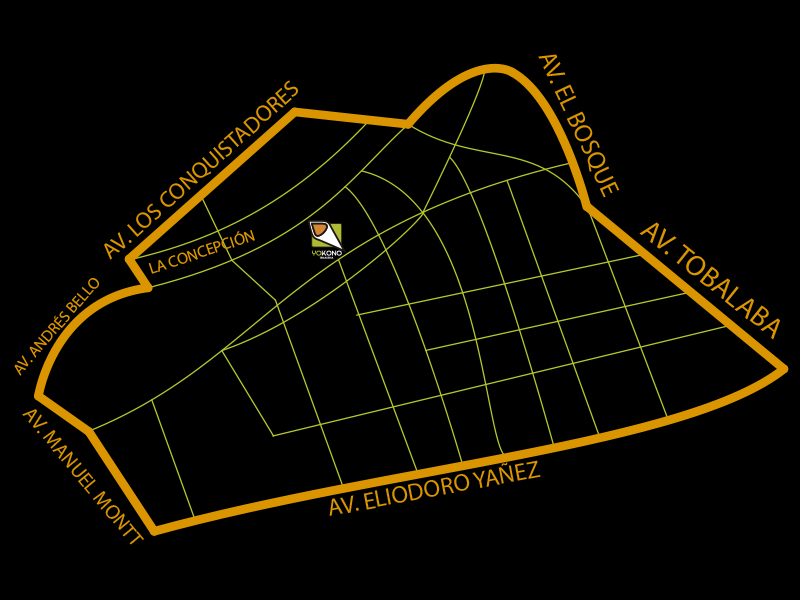 AV. EL BOSQUE
AV. LOS CONQUISTADORES
LA CONCEPCIÓN
YOKONO
AV. TOBALABA
AV. ANDRÉS BELLO
AV. MANUEL MONTT
AV. ELIODORO YAÑEZ